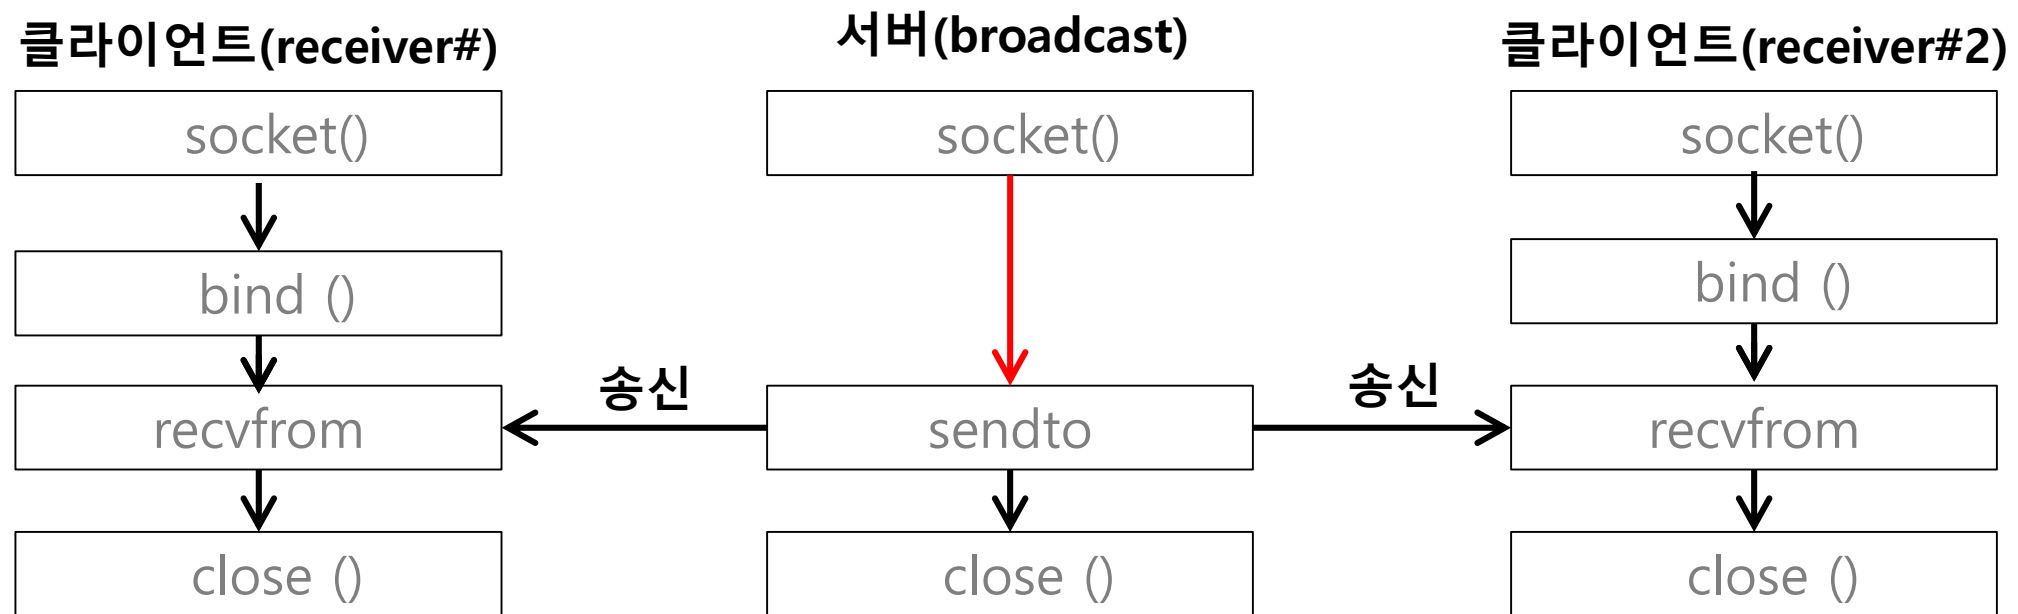 클라이언트(receiver#)
서버(broadcast)
클라이언트(receiver#2)
socket()
socket()
socket()
bind ()
bind ()
송신
송신
recvfrom
sendto
recvfrom
close ()
close ()
close ()